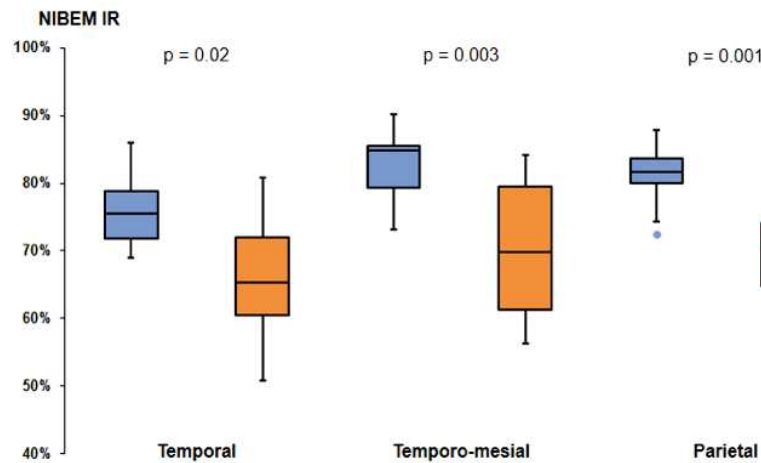 NIBEM IR
100%
p = 0.02
p = 0.003
p = 0.001
90%
80%
70%
60%
50%
40%
Temporal
Temporo-mesial
Parietal